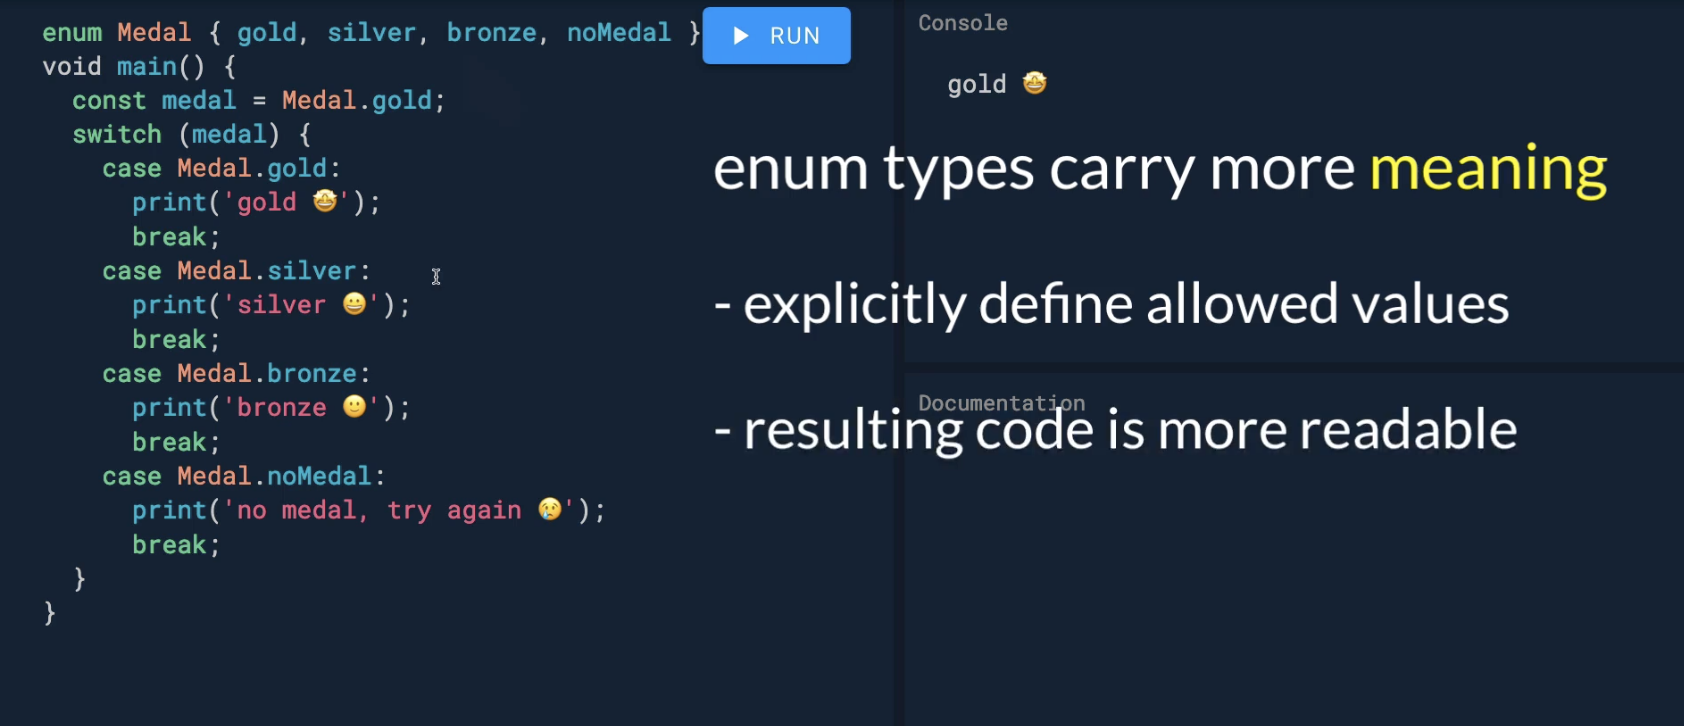 enum Medal { gold, silver, bronze, noMedal }
void main() {
  const medal = Medal.gold;
  switch (medal) {
    case Medal.gold:
      print('gold 🤩');
      break;
    case Medal.silver:
      print('silver 😀');
      break;
    case Medal.bronze:
      print('bronze 🙂');
      break;
    case Medal.noMedal:
      print('no medal, try again 😢');
      break;
  }
}
RUN
Console
gold 🤩
enum types carry more meaning
- explicitly define allowed values
Documentation
- resulting code is more readable